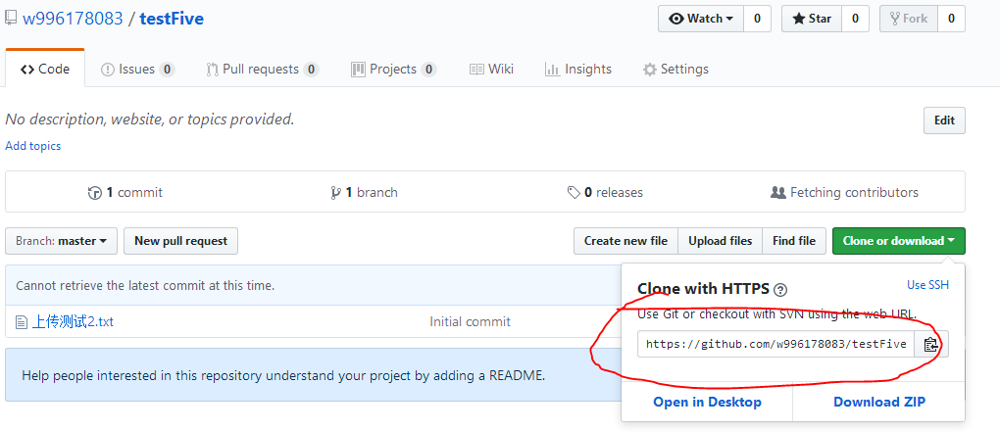 w996178083 / testFive
Watch 0 Star 0 Fork 0
Code Issues 0 Pull requests 0 Projects 0 Wiki Insights Settings
No description, website, or topics provided.
Edit
Add topics
1 commit 1 branch 0 releases Fetching contributors
Branch: master New pull request Create new file Upload files Find file Clone or download
Cannot retrieve the latest commit at this time.
上传测试2.txt Initial commit
Help people interested in this repository understand your project by adding a README.
Clone with HTTPS ? Use SSH
Use Git or checkout with SVN using the web URL.
https://github.com/w996178083/testFive
Open in Desktop Download ZIP